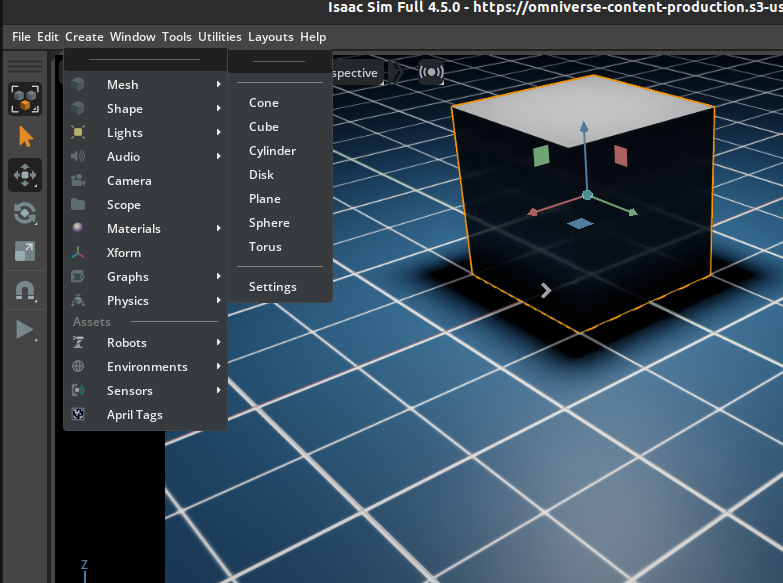 Isaac Sim Full 4.5.0 - https://omniverse-content-production.s3-us
File Edit Create Window Tools Utilities Layouts Help
spective
Mesh
Shape
Lights
Audio
Camera
Scope
Materials
Xform
Graphs
Physics
Assets
Robots
Environments
Sensors
April Tags
Cone
Cube
Cylinder
Disk
Plane
Sphere
Torus
Settings
Z